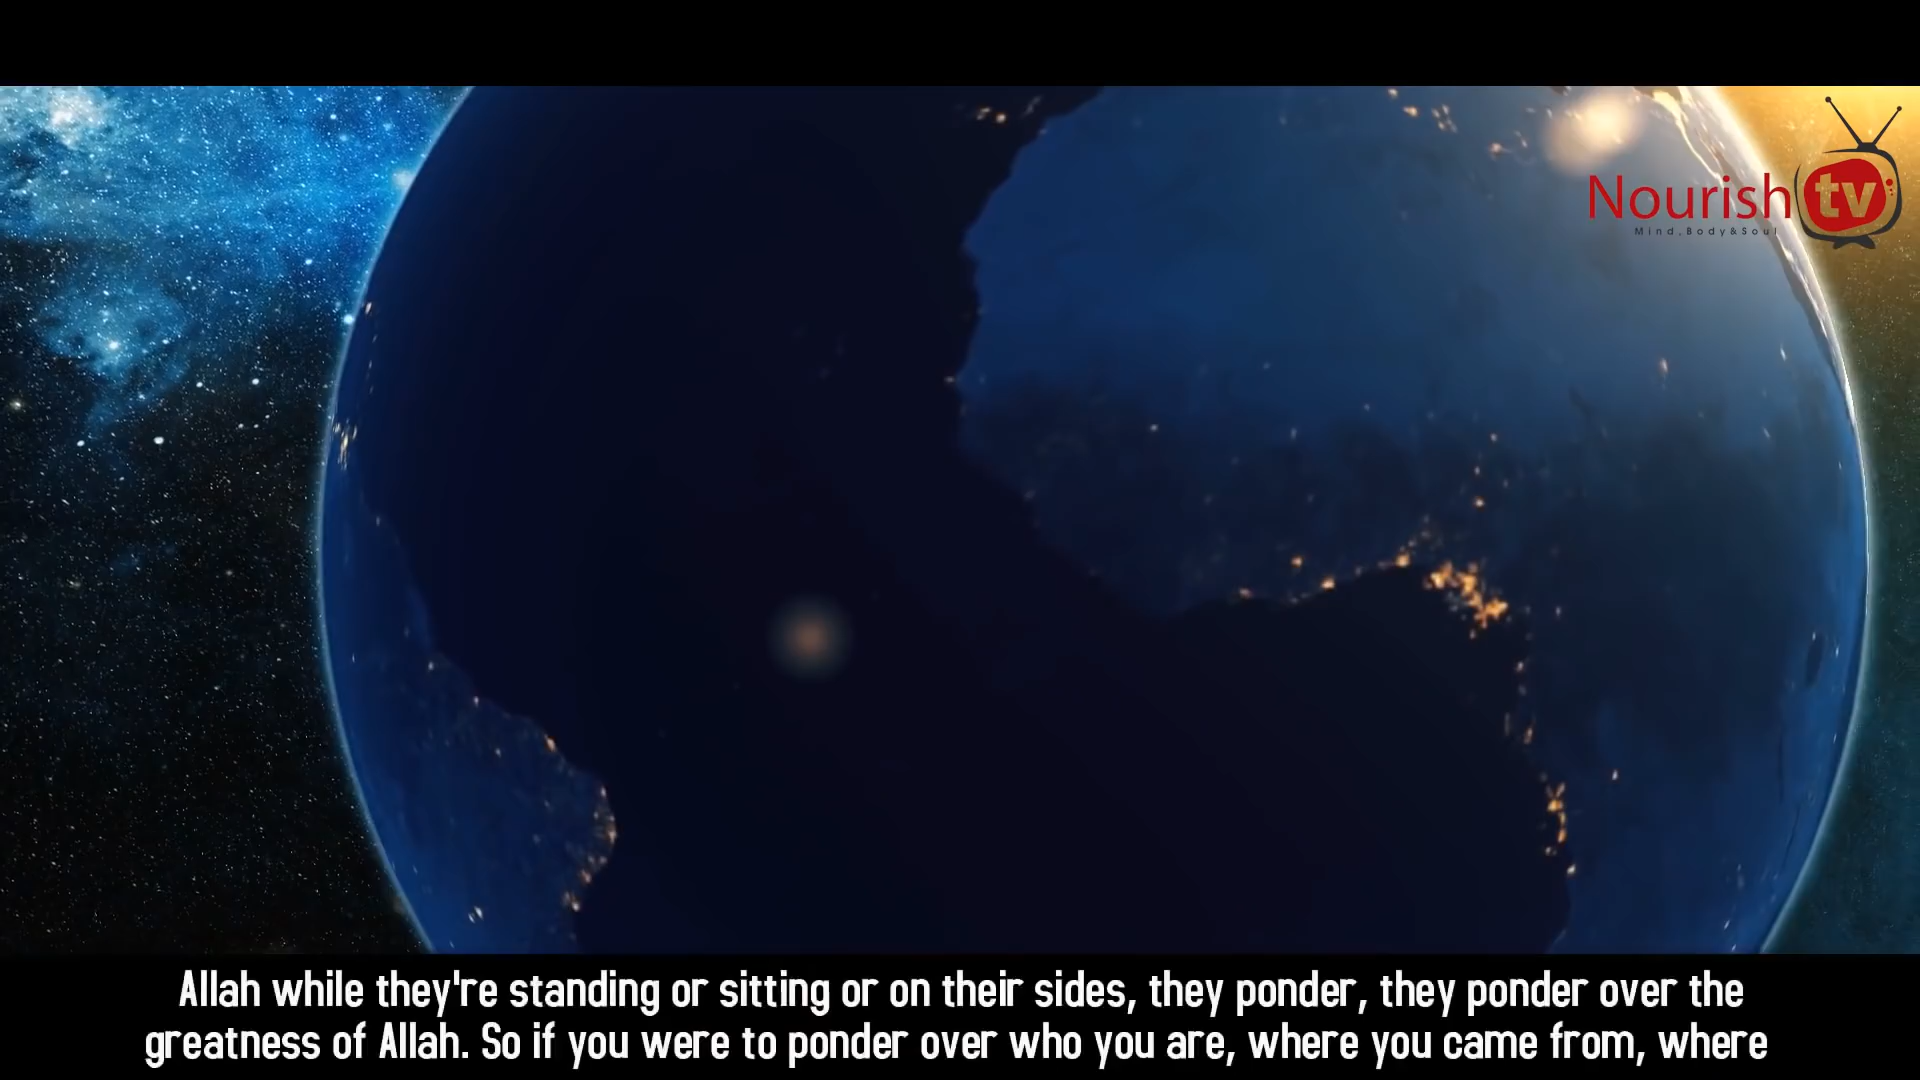 Nourish tv
Mind,Body&Soul
Allah while they're standing or sitting or on their sides, they ponder, they ponder over the
greatness of Allah. So if you were to ponder over who you are, where you came from, where